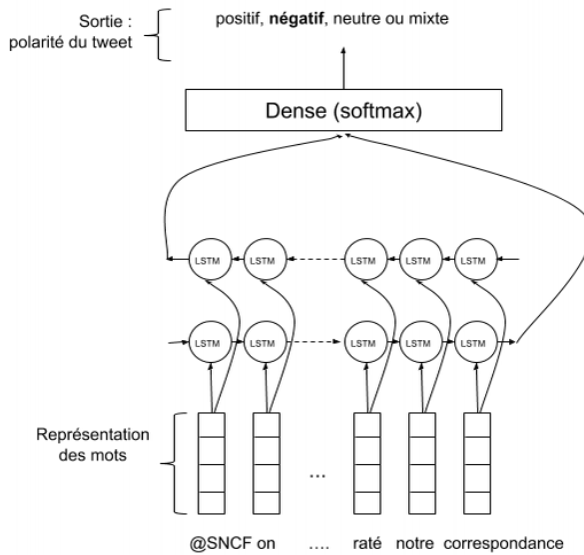 Sortie :
polarité du tweet
positif, négatif, neutre ou mixte
Dense (softmax)
LSTM LSTM LSTM LSTM LSTM
LSTM LSTM LSTM LSTM LSTM
Représentation
des mots
...
@SNCF on .... raté notre correspondance